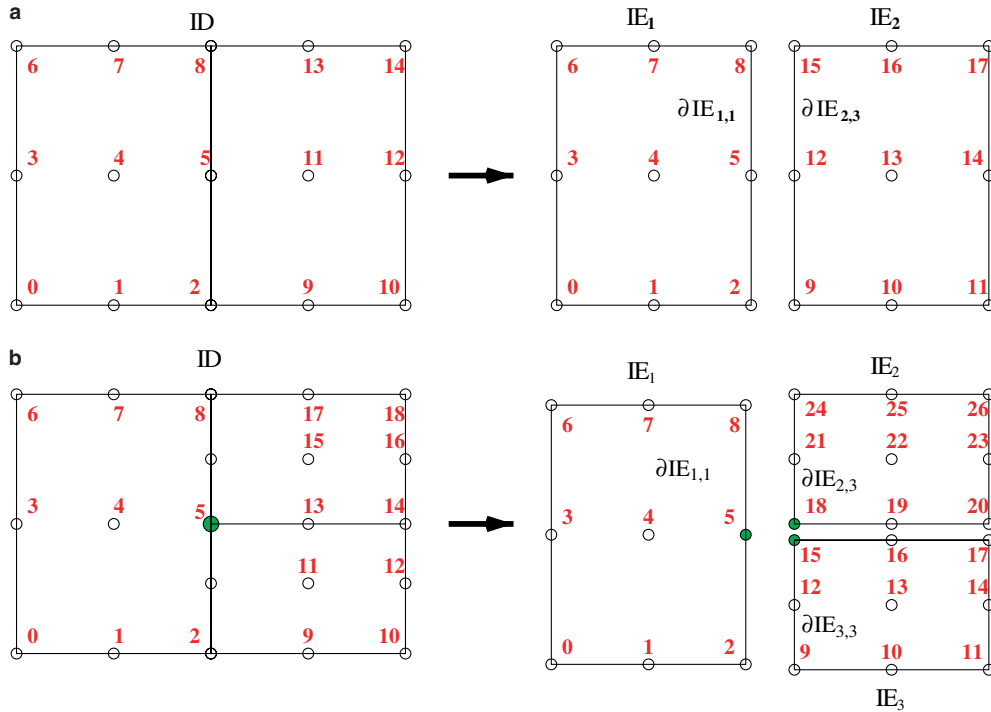 a
ID IE₁ IE₂
6 7 8 13 14 6 7 8 15 16 17
∂IE₁,₁ ∂IE₂,₃
3 4 5 11 12 3 4 5 12 13 14
0 1 2 9 10 0 1 2 9 10 11
b
ID IE₁ IE₂
6 7 8 17 18 6 7 8 24 25 26
15 16 21 22 23
∂IE₁,₁ ∂IE₂,₃
3 4 5 13 14 3 4 5 18 19 20
15 16 17
11 12 12 13 14
∂IE₃,₃
0 1 2 9 10 0 1 2 9 10 11
IE₃